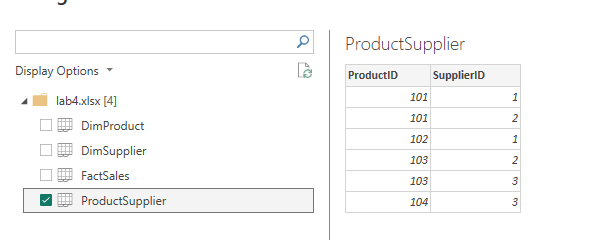 Display Options
lab4.xlsx [4]
DimProduct
DimSupplier
FactSales
ProductSupplier
ProductSupplier
ProductID SupplierID
101 1
101 2
102 1
103 2
103 3
104 3